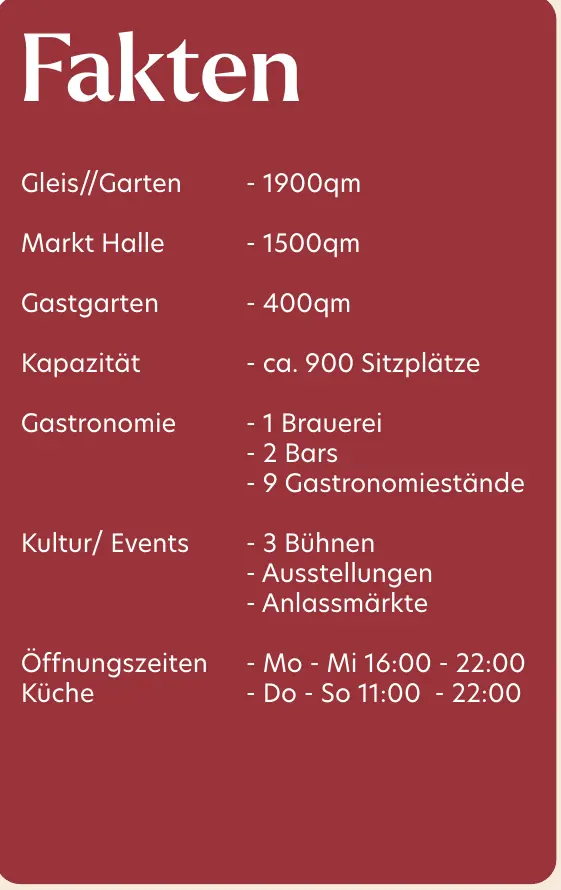 Fakten
Gleis//Garten - 1900qm
Markt Halle - 1500qm
Gastgarten - 400qm
Kapazität - ca. 900 Sitzplätze
Gastronomie - 1 Brauerei
- 2 Bars
- 9 Gastronomiestände
Kultur/ Events - 3 Bühnen
- Ausstellungen
- Anlassmärkte
Öffnungszeiten - Mo - Mi 16:00 - 22:00
Küche - Do - So 11:00 - 22:00